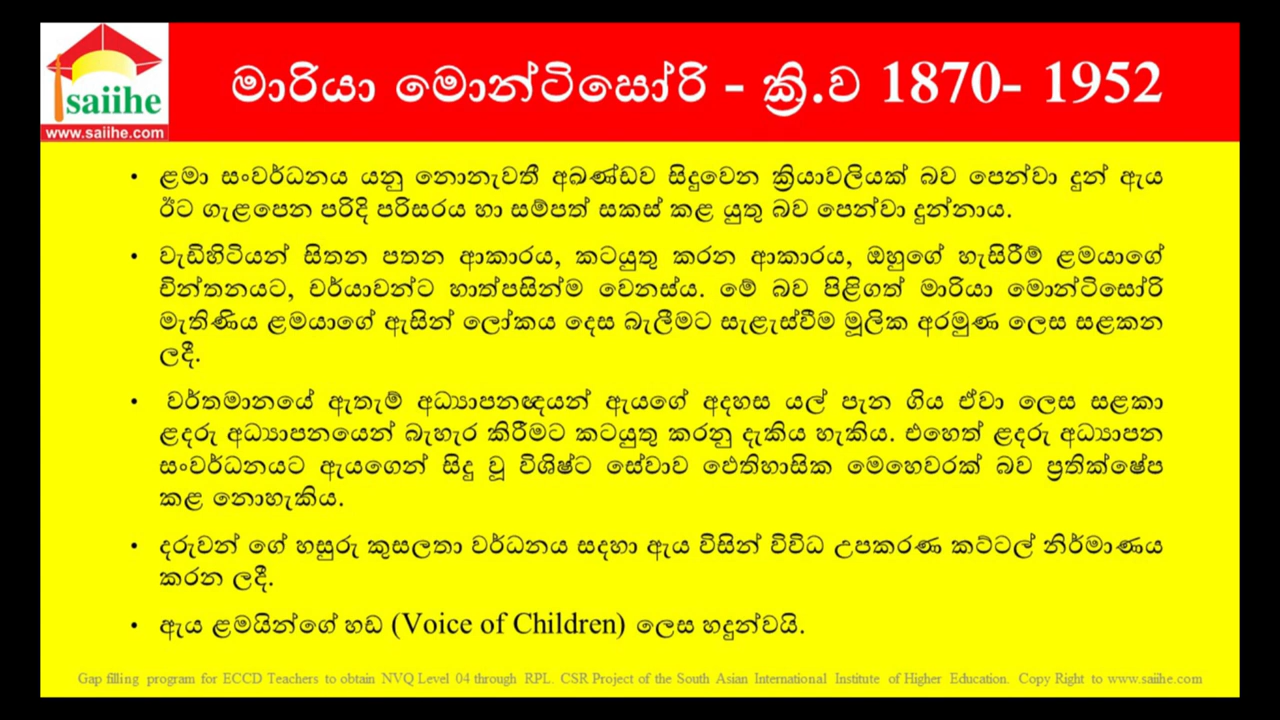 saiihe
www.saiihe.com
මාරියා මොන්ටිසෝරි - ක්‍රි.ව 1870- 1952
• ළමා සංවර්ධනය යනු නොනැවතී අඛණ්ඩව සිදුවෙන ක්‍රියාවලියක් බව පෙන්වා දුන් ඇය
ඊට ගැළපෙන පරිදි පරිසරය හා සම්පත් සකස් කළ යුතු බව පෙන්වා දුන්නාය.
• වැඩිහිටියන් සිතන පතන ආකාරය, කටයුතු කරන ආකාරය, ඔහුගේ හැසිරීම් ළමයාගේ
චින්තනයට, චර්යාවන්ට හාත්පසින්ම වෙනස්ය. මේ බව පිළිගත් මාරියා මොන්ටිසෝරි
මැතිණිය ළමයාගේ ඇසින් ලෝකය දෙස බැලීමට සැළැස්වීම මූලික අරමුණ ලෙස සළකන
ලදී.
• වර්තමානයේ ඇතැම් අධ්‍යාපනඥයන් ඇයගේ අදහස යල් පැන ගිය ඒවා ලෙස සළකා
ළදරු අධ්‍යාපනයෙන් බැහැර කිරීමට කටයුතු කරනු දැකිය හැකිය. එහෙත් ළදරු අධ්‍යාපන
සංවර්ධනයට ඇයගෙන් සිදු වූ විශිෂ්ට සේවාව ඓතිහාසික මෙහෙවරක් බව ප්‍රතික්ෂේප
කළ නොහැකිය.
• දරුවන් ගේ හසුරු කුසලතා වර්ධනය සදහා ඇය විසින් විවිධ උපකරණ කට්ටල් නිර්මාණය
කරන ලදී.
• ඇය ළමයින්ගේ හඩ (Voice of Children) ලෙස හදුන්වයි.
Gap filling program for ECCD Teachers to obtain NVQ Level 04 through RPL. CSR Project of the South Asian International Institute of Higher Education. Copy Right to www.saiihe.com